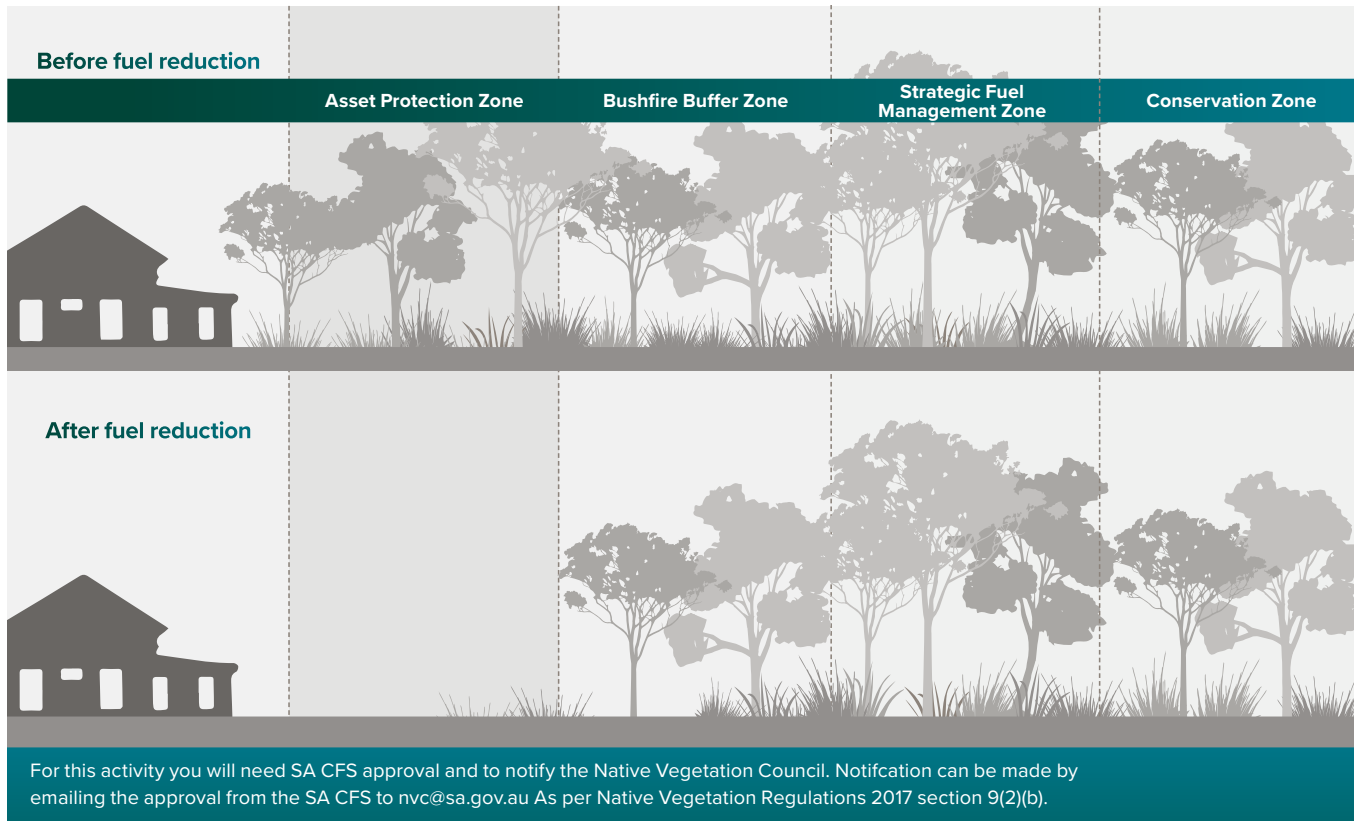 Before fuel reduction
Asset Protection Zone
Bushfire Buffer Zone
Strategic Fuel
Management Zone
Conservation Zone
After fuel reduction
For this activity you will need SA CFS approval and to notify the Native Vegetation Council. Notifcation can be made by
emailing the approval from the SA CFS to nvc@sa.gov.au As per Native Vegetation Regulations 2017 section 9(2)(b).